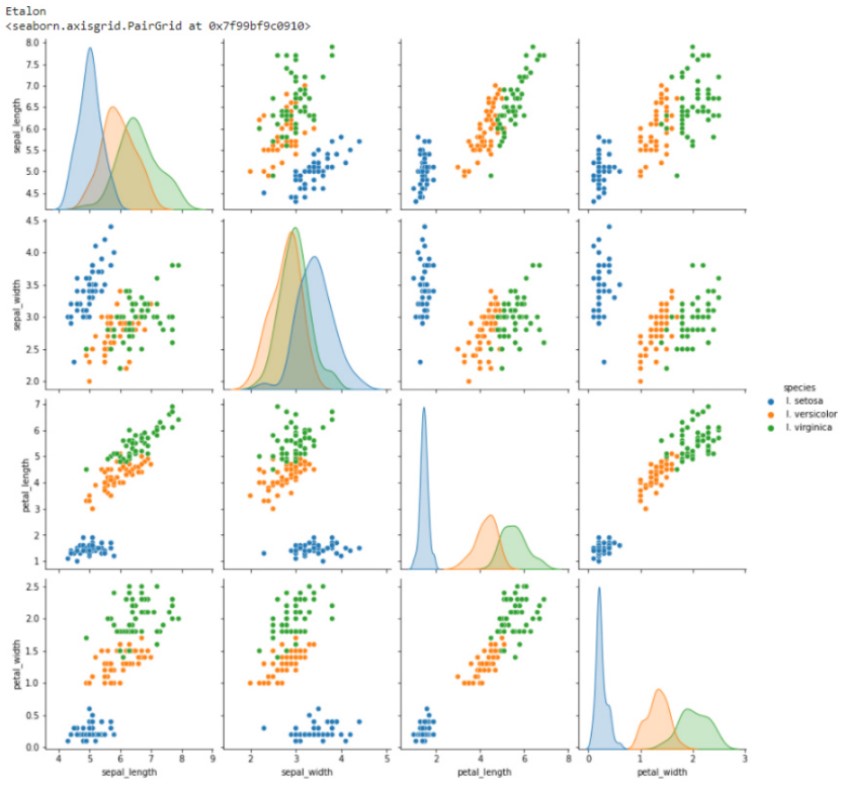 Etalon
<seaborn.axisgrid.PairGrid at 0x7f99bf9c0910>
8.0
7.5
7.0
6.5
6.0
5.5
5.0
4.5
sepal_length
4.5
4.0
3.5
3.0
2.5
2.0
sepal_width
species
I. setosa
I. versicolor
I. virginica
7
6
5
4
3
2
1
petal_length
2.5
2.0
1.5
1.0
0.5
0.0
petal_width
4 5 6 7 8 9
sepal_length
2 3 4 5
sepal_width
2 4 6 8
petal_length
0 1 2 3
petal_width